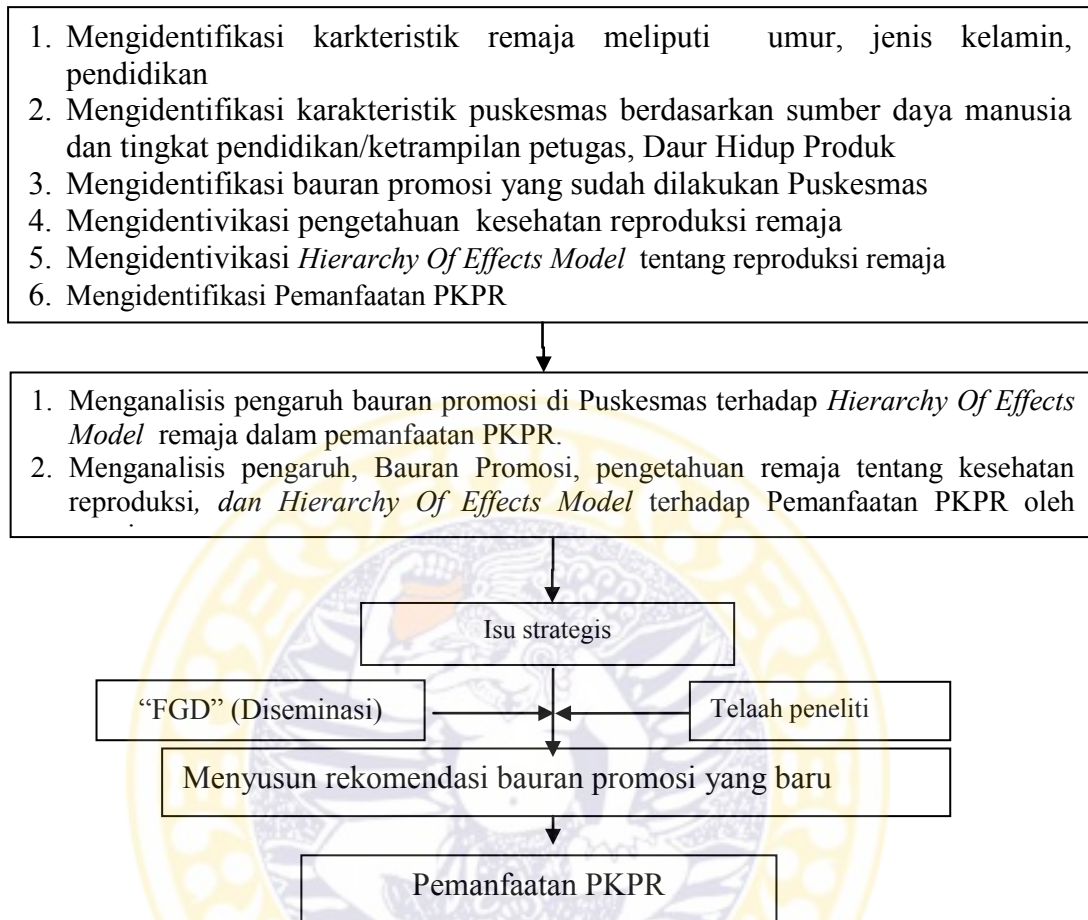 1. Mengidentifikasi karkteristik remaja meliputi umur, jenis kelamin,
pendidikan
2. Mengidentifikasi karakteristik puskesmas berdasarkan sumber daya manusia
dan tingkat pendidikan/ketrampilan petugas, Daur Hidup Produk
3. Mengidentifikasi bauran promosi yang sudah dilakukan Puskesmas
4. Mengidentivikasi pengetahuan kesehatan reproduksi remaja
5. Mengidentivikasi Hierarchy Of Effects Model tentang reproduksi remaja
6. Mengidentifikasi Pemanfaatan PKPR
1. Menganalisis pengaruh bauran promosi di Puskesmas terhadap Hierarchy Of Effects
Model remaja dalam pemanfaatan PKPR.
2. Menganalisis pengaruh, Bauran Promosi, pengetahuan remaja tentang kesehatan
reproduksi, dan Hierarchy Of Effects Model terhadap Pemanfaatan PKPR oleh
Isu strategis
“FGD” (Diseminasi)
Telaah peneliti
Menyusun rekomendasi bauran promosi yang baru
Pemanfaatan PKPR